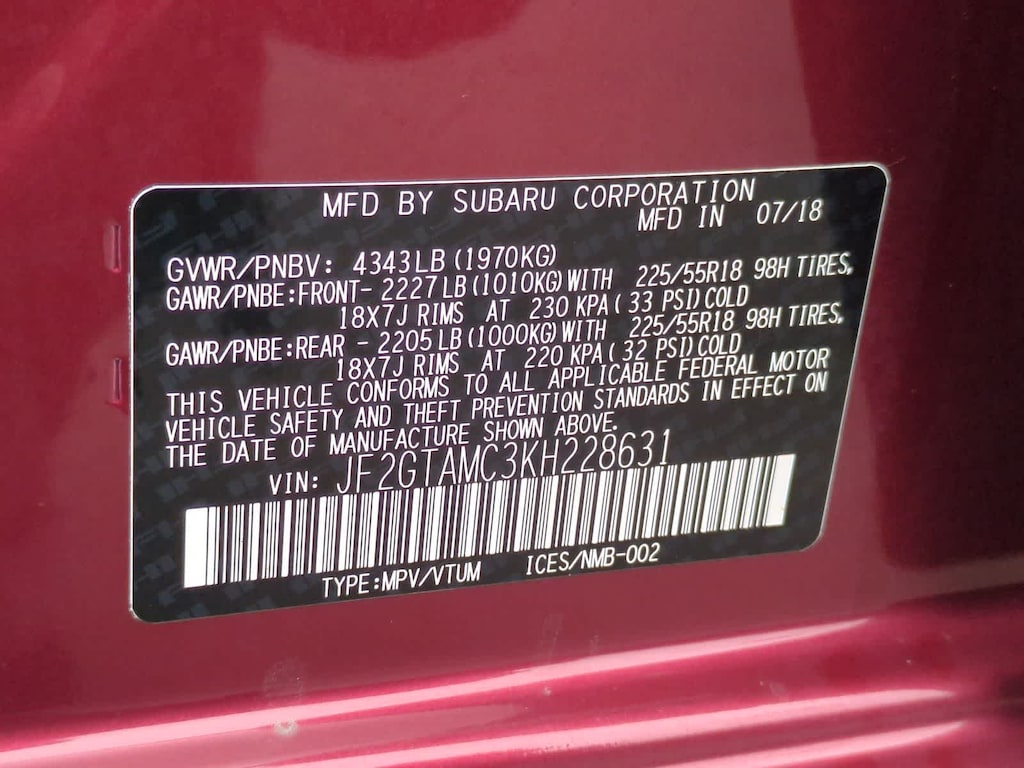 MFD BY SUBARU CORPORATION
MFD IN 07/18
GVWR/PNBV: 4343LB (1970KG)
GAWR/PNBE:FRONT- 2227LB (1010KG) WITH 225/55R18 98H TIRES,
18X7J RIMS AT 230 KPA ( 33 PSI) COLD
GAWR/PNBE:REAR - 2205LB (1000KG) WITH 225/55R18 98H TIRES,
18X7J RIMS AT 220 KPA ( 32 PSI) COLD
THIS VEHICLE CONFORMS TO ALL APPLICABLE FEDERAL MOTOR
VEHICLE SAFETY AND THEFT PREVENTION STANDARDS IN EFFECT ON
THE DATE OF MANUFACTURE SHOWN ABOVE.
VIN: JF2GTAMC3KH228631
TYPE:MPV/VTUM ICES/NMB-002